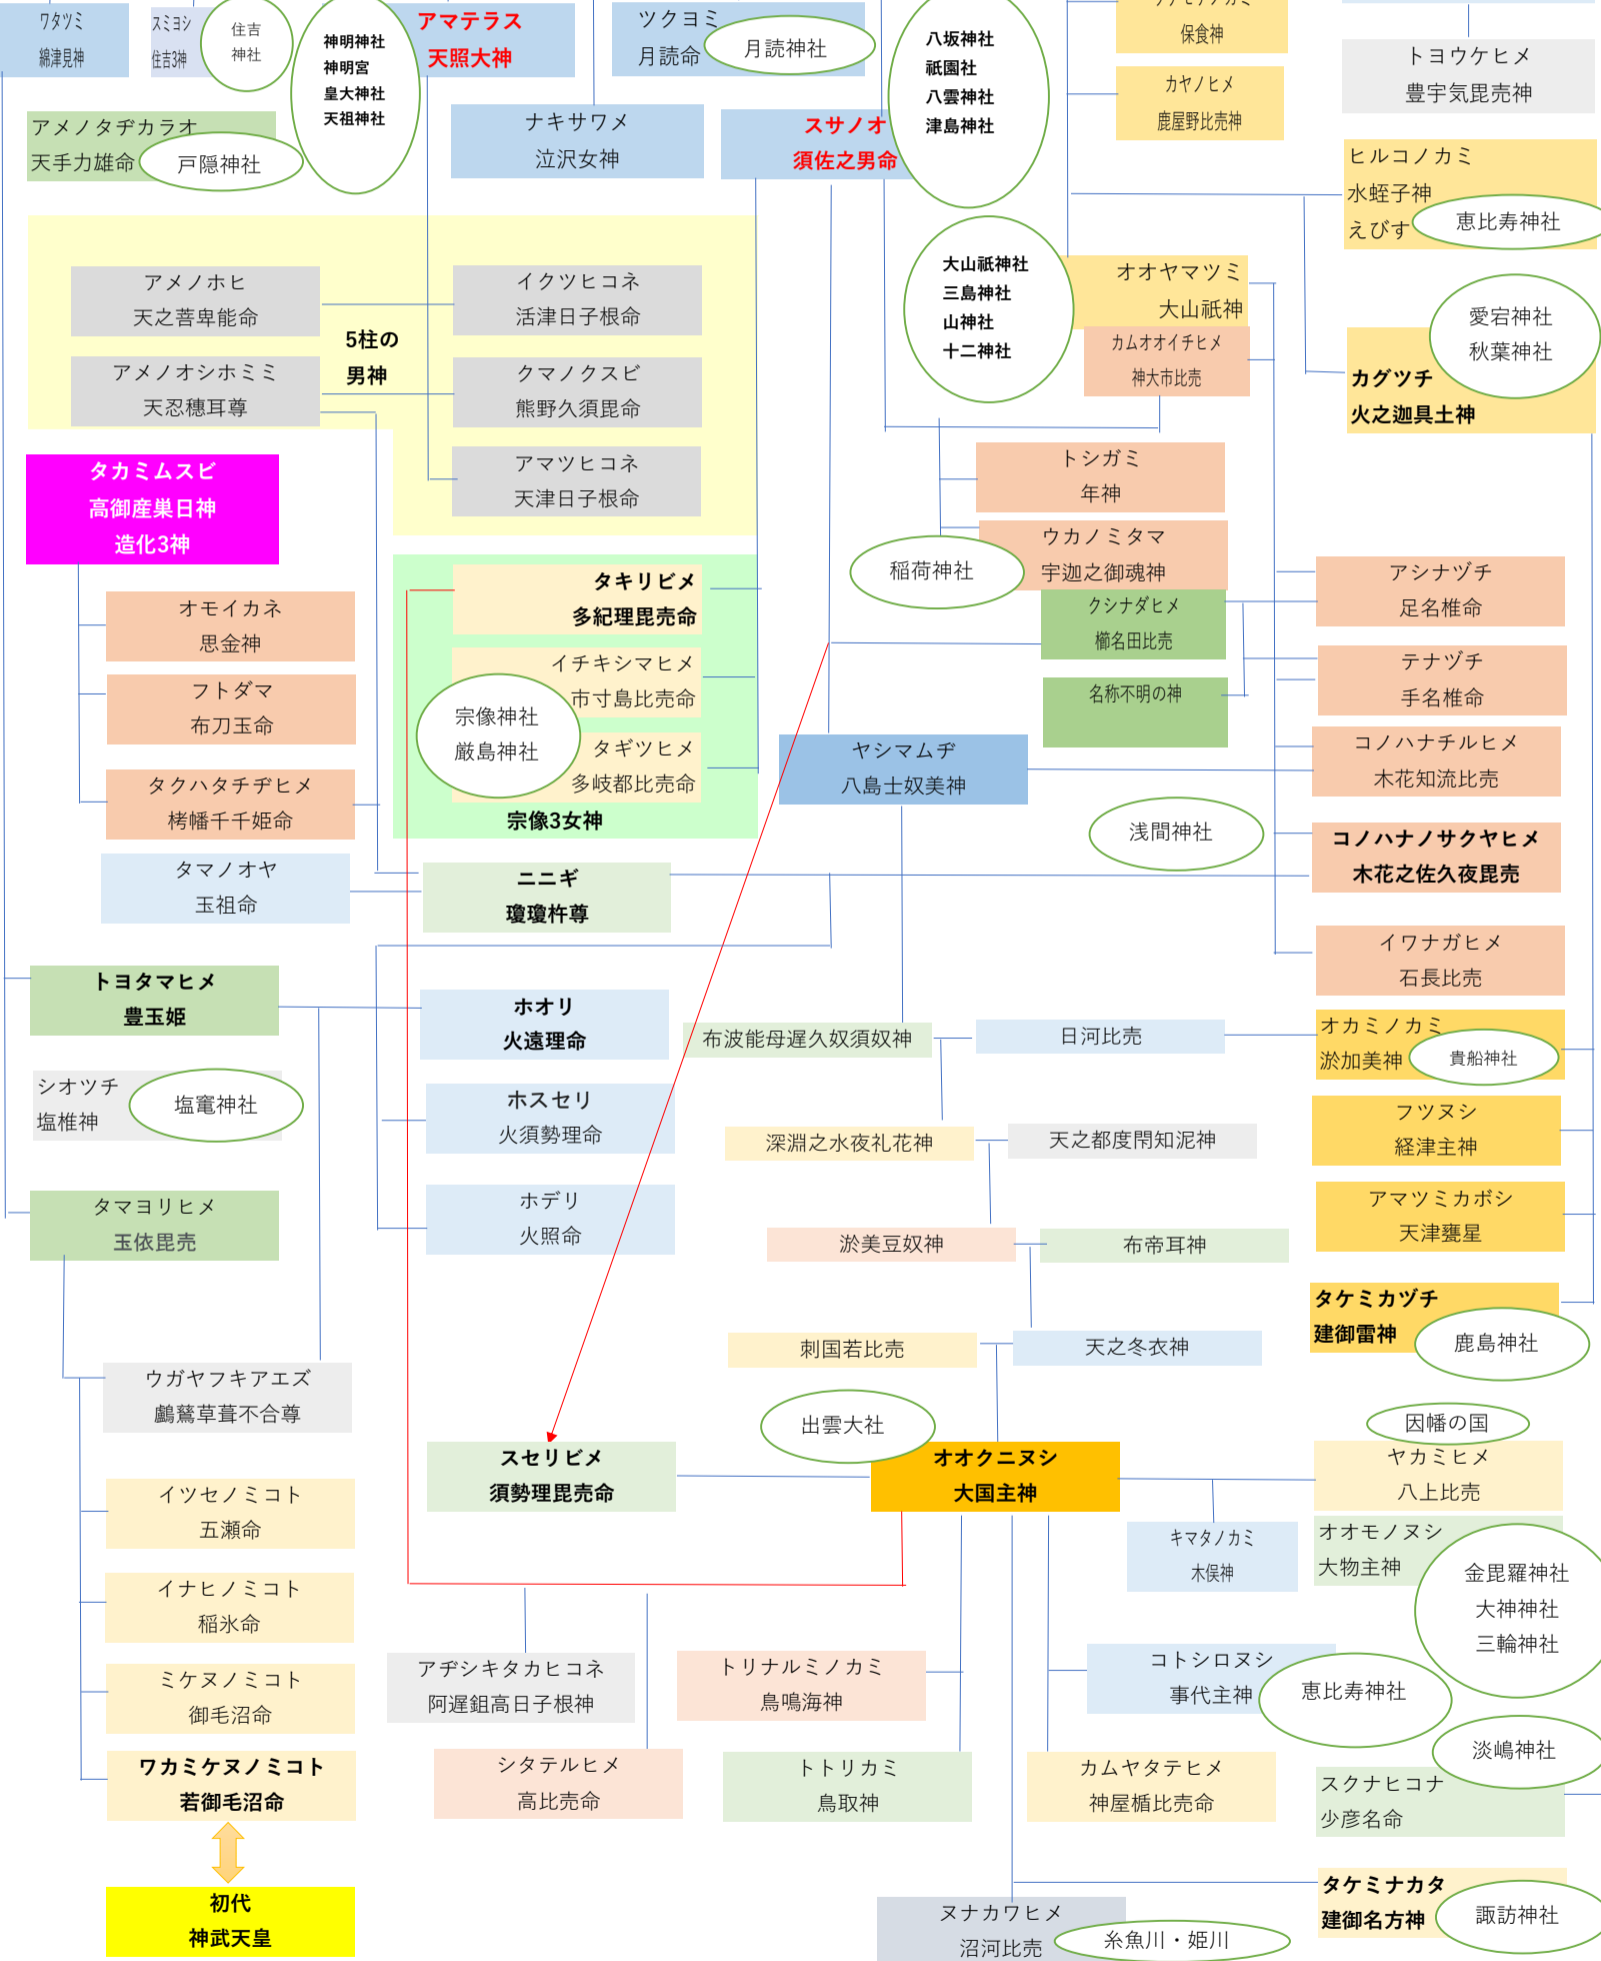 ワタツミ
綿津見神
スミヨシ
住吉3神
住吉
神社
神明神社
神明宮
皇大神社
天祖神社
アマテラス
天照大神
ツクヨミ
月読命
月読神社
八坂神社
祇園社
八雲神社
津島神社
保食神
カヤノヒメ
鹿屋野比売神
トヨウケヒメ
豊宇気毘売神
アメノタヂカラオ
天手力雄命
戸隠神社
ナキサワメ
泣沢女神
スサノオ
須佐之男命
ヒルコノカミ
水蛭子神
えびす
恵比寿神社
アメノホヒ
天之菩卑能命
イクツヒコネ
活津日子根命
5柱の
男神
アメノオシホミミ
天忍穂耳尊
クマノクスビ
熊野久須毘命
アマツヒコネ
天津日子根命
大山祇神社
三島神社
山神社
十二神社
オオヤマツミ
大山祇神
カムオオイチヒメ
神大市比売
愛宕神社
秋葉神社
カグツチ
火之迦具土神
タカミムスビ
高御産巣日神
造化3神
トシガミ
年神
ウカノミタマ
宇迦之御魂神
稲荷神社
タキリビメ
多紀理毘売命
イチキシマヒメ
市寸島比売命
タギツヒメ
多岐都比売命
宗像神社
厳島神社
宗像3女神
オモイカネ
思金神
フトダマ
布刀玉命
タクハタチヂヒメ
栲幡千千姫命
タマノオヤ
玉祖命
クシナダヒメ
櫛名田比売
名称不明の神
アシナヅチ
足名椎命
テナヅチ
手名椎命
ヤシマムヂ
八島士奴美神
コノハナチルヒメ
木花知流比売
浅間神社
コノハナノサクヤヒメ
木花之佐久夜毘売
ニニギ
瓊瓊杵尊
イワナガヒメ
石長比売
トヨタマヒメ
豊玉姫
ホオリ
火遠理命
布波能母遅久奴須奴神
日河比売
オカミノカミ
淤加美神
貴船神社
シオツチ
塩椎神
塩竃神社
ホスセリ
火須勢理命
深淵之水夜礼花神
天之都度閇知泥神
フツヌシ
経津主神
タマヨリヒメ
玉依毘売
ホデリ
火照命
淤美豆奴神
布帝耳神
アマツミカボシ
天津甕星
タケミカヅチ
建御雷神
鹿島神社
刺国若比売
天之冬衣神
ウガヤフキアエズ
鸕鶿草葺不合尊
出雲大社
因幡の国
スセリビメ
須勢理毘売命
オオクニヌシ
大国主神
ヤカミヒメ
八上比売
イツセノミコト
五瀬命
キマタノカミ
木俣神
オオモノヌシ
大物主神
金毘羅神社
大神神社
三輪神社
イナヒノミコト
稲氷命
ミケヌノミコト
御毛沼命
アヂシキタカヒコネ
阿遅鉏高日子根神
トリナルミノカミ
鳥鳴海神
コトシロヌシ
事代主神
恵比寿神社
淡嶋神社
ワカミケヌノミコト
若御毛沼命
シタテルヒメ
高比売命
トトリカミ
鳥取神
カムヤタテヒメ
神屋楯比売命
スクナヒコナ
少彦名命
初代
神武天皇
ヌナカワヒメ
沼河比売
糸魚川・姫川
タケミナカタ
建御名方神
諏訪神社